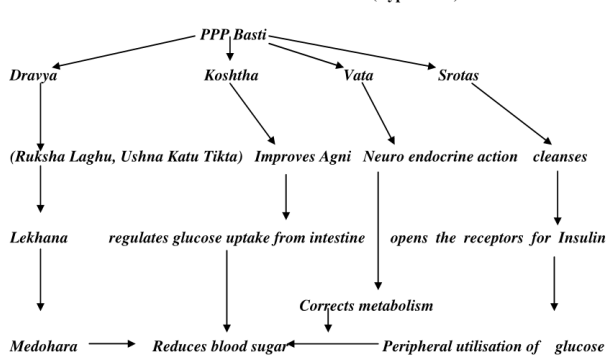 PPP Basti
Dravya Koshtha Vata Srotas
(Ruksha Laghu, Ushna Katu Tikta) Improves Agni Neuro endocrine action cleanses
Lekhana regulates glucose uptake from intestine opens the receptors for Insulin
Corrects metabolism
Medohara Reduces blood sugar Peripheral utilisation of glucose